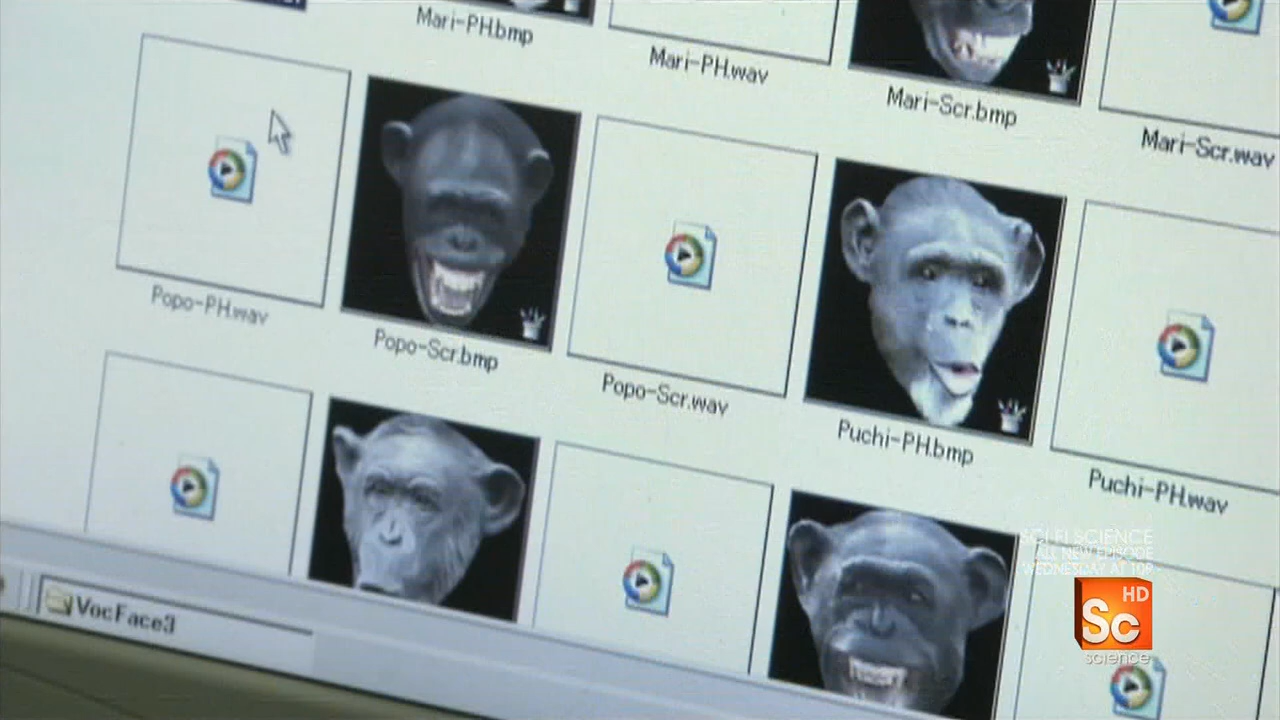 Mari-PH.bmp
Mari-PH.wav
Mari-Scr.bmp
Mari-Scr.wav
Popo-PH.wav
Popo-Scr.bmp
Popo-Scr.wav
Puchi-PH.bmp
Puchi-PH.wav
SCI FI SCIENCE
ALL NEW EPISODE
WEDNESDAY AT 10P
VocFace3
HD
Sc
science